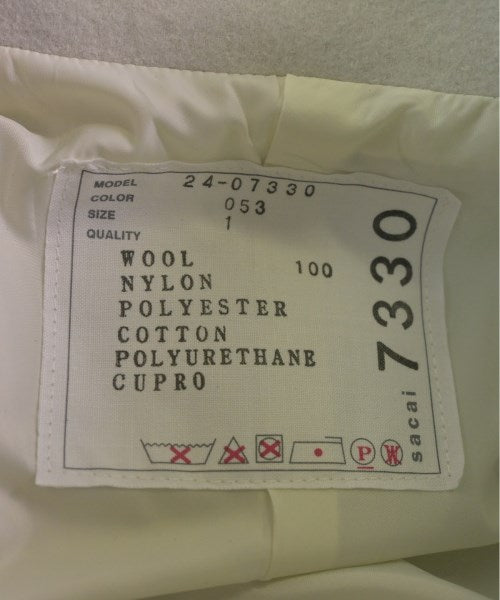 MODEL 24-07330
COLOR 053
SIZE 1
QUALITY
WOOL 100
NYLON
POLYESTER
COTTON
POLYURETHANE
CUPRO
P W
sacai 7330